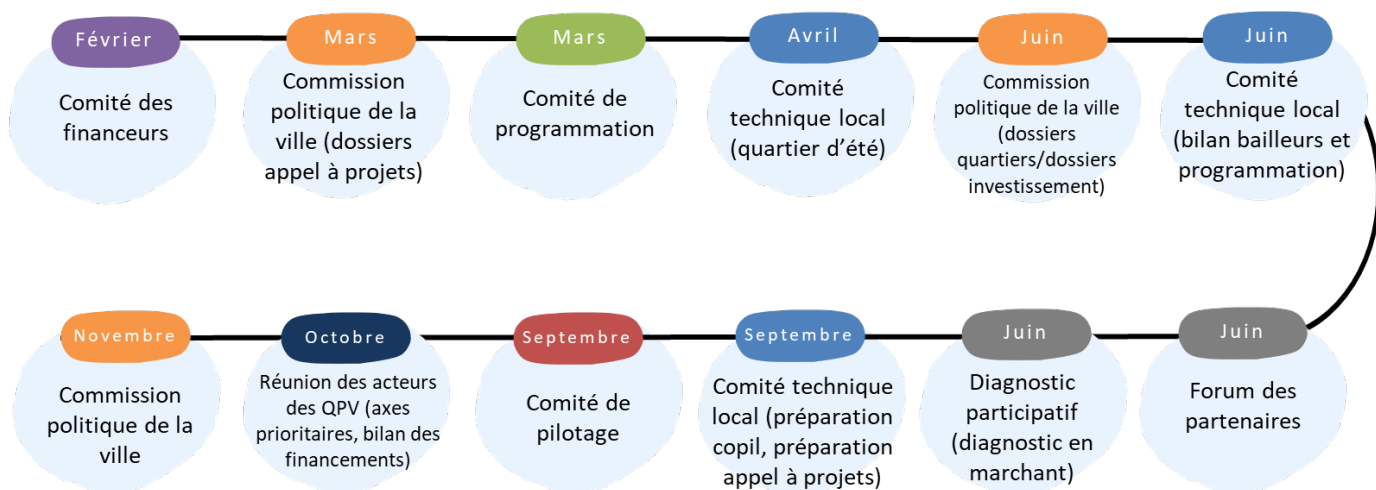 Février
Comité des
financeurs
Mars
Commission
politique de la
ville (dossiers
appel à projets)
Mars
Comité de
programmation
Avril
Comité
technique local
(quartier d’été)
Juin
Commission
politique de la ville
(dossiers
quartiers/dossiers
investissement)
Juin
Comité
technique local
(bilan bailleurs et
programmation)
Juin
Forum des
partenaires
Juin
Diagnostic
participatif
(diagnostic en
marchant)
Septembre
Comité technique
local (préparation
copil, préparation
appel à projets)
Septembre
Comité de
pilotage
Octobre
Réunion des acteurs
des QPV (axes
prioritaires, bilan des
financements)
Novembre
Commission
politique de la
ville